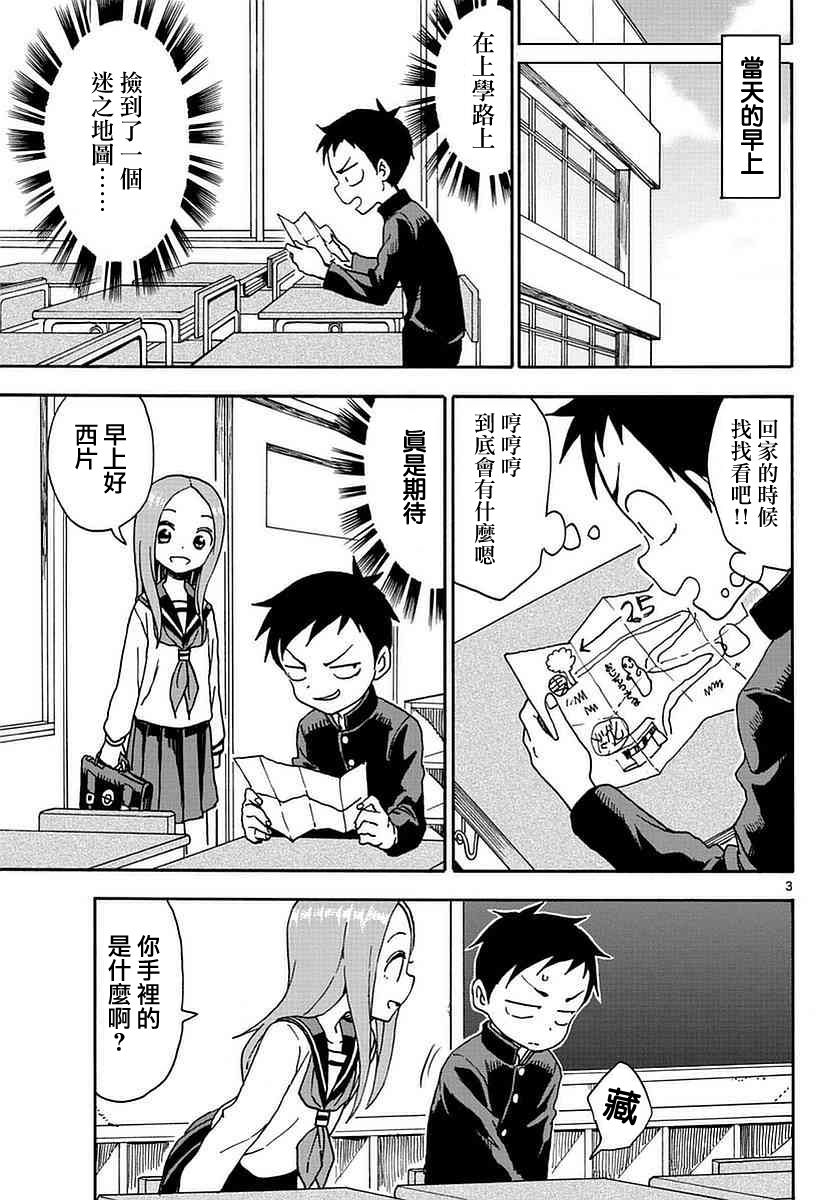 當天的早上
在上學路上
撿到了一個
迷之地圖……
回家的時候
找找看吧!!
哼哼哼
到底會有什麼嗯
25
眞是期待
早上好
西片
3
你手裡的
是什麼啊?
藏